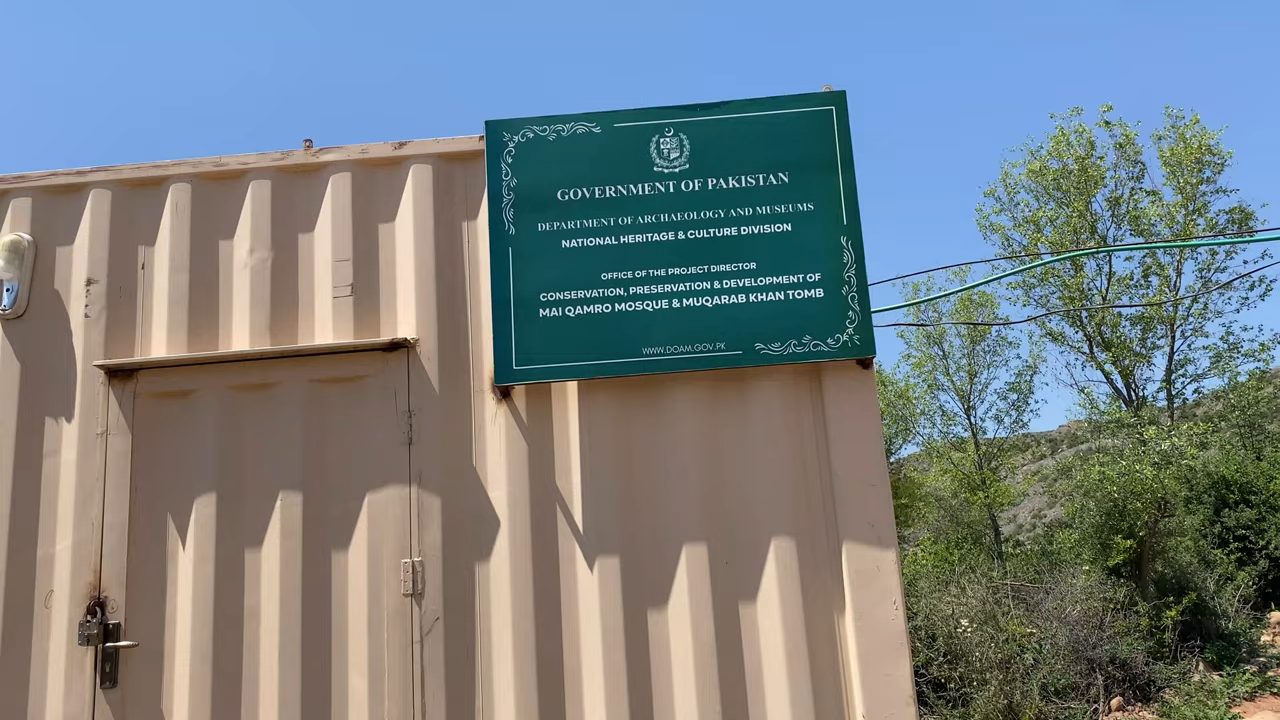 GOVERNMENT OF PAKISTAN
DEPARTMENT OF ARCHAEOLOGY AND MUSEUMS
NATIONAL HERITAGE & CULTURE DIVISION
OFFICE OF THE PROJECT DIRECTOR
CONSERVATION, PRESERVATION & DEVELOPMENT OF
MAI QAMRO MOSQUE & MUQARAB KHAN TOMB
WWW.DOAM.GOV.PK